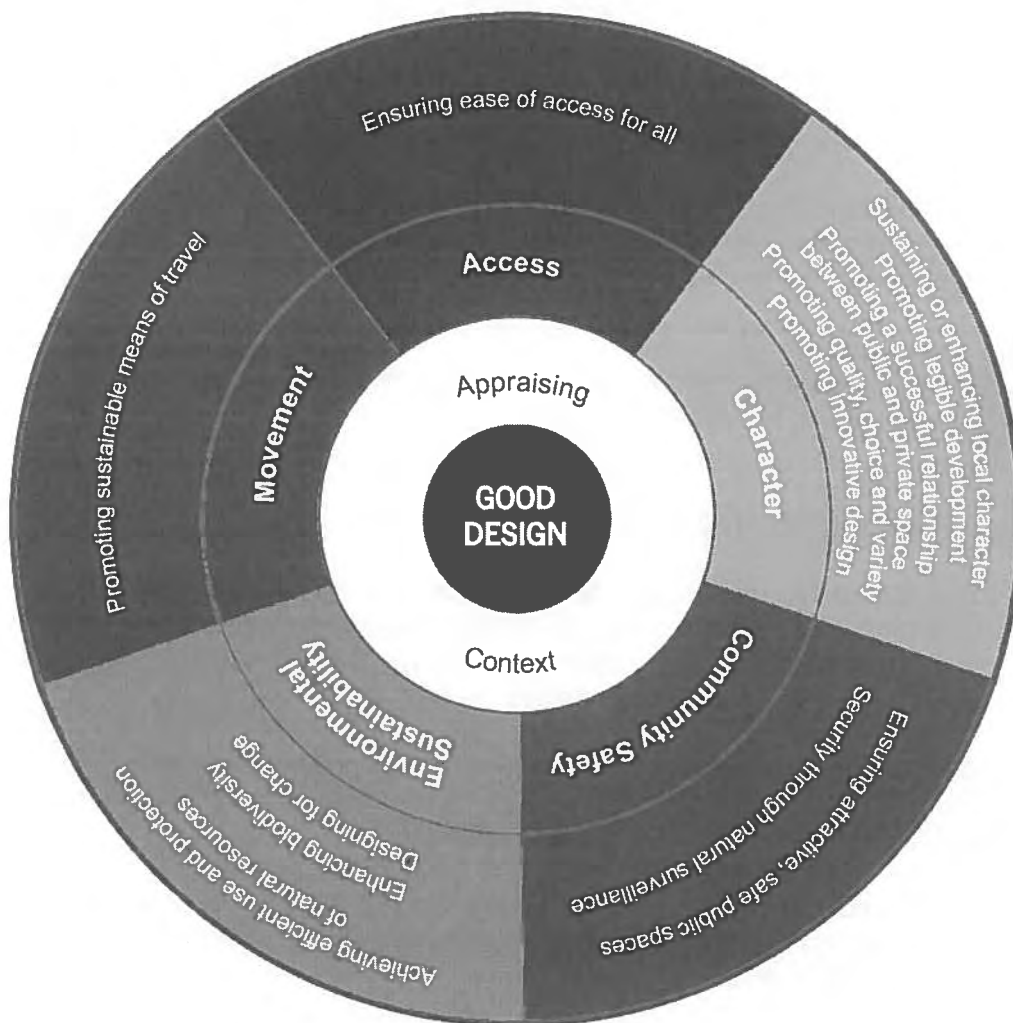 Ensuring ease of access for all
Access
Sustaining or enhancing local character
Promoting legible development
Promoting a successful relationship
between public and private space
Promoting quality, choice and variety
Promoting Innovative design
Character
Community Safety
Ensuring attractive, safe public spaces
Security through natural surveillance
Environmental
Sustainability
Achieving efficient use and protection
of natural resources
Enhancing biodiversity
Designing for change
Movement
Promoting sustainable means of travel
Appraising
GOOD
DESIGN
Context